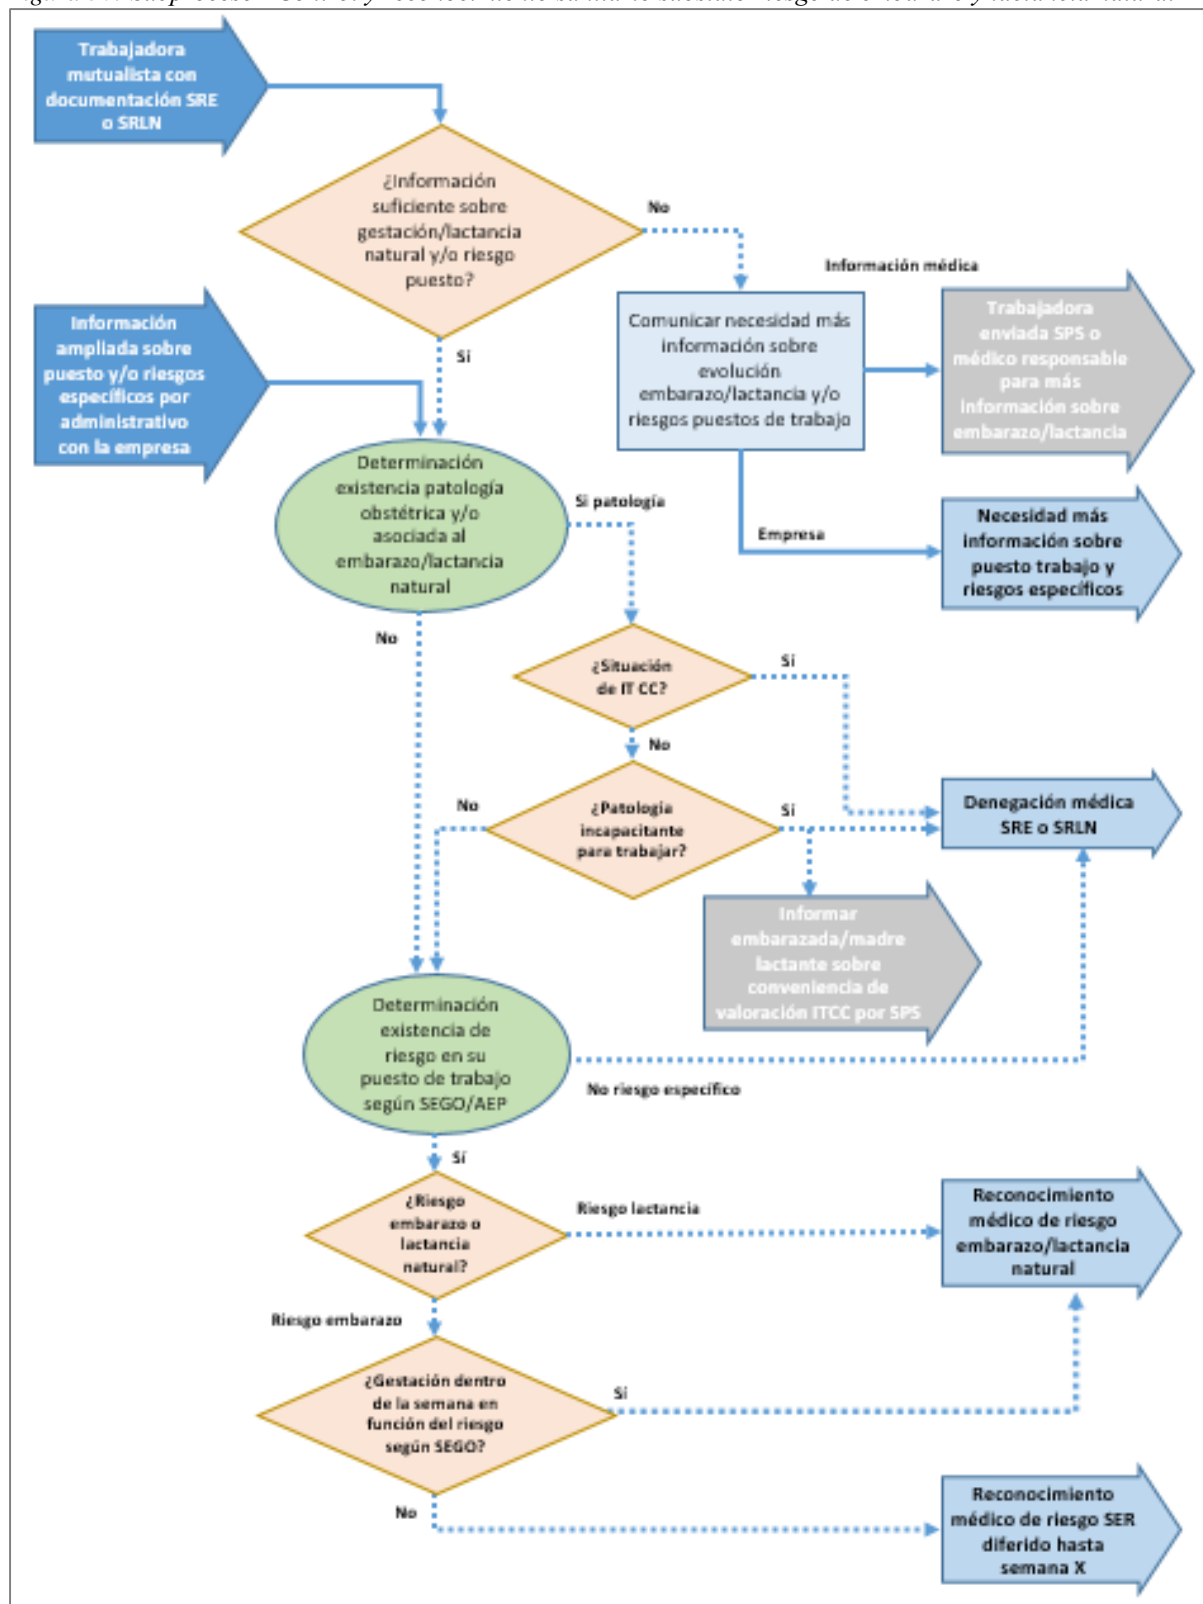 Trabajadora
mutualista con
documentación SRE
o SRLN
¿Información
suficiente sobre
gestación/lactancia
natural y/o riesgo
puesto?
No
Información médica
Información
ampliada sobre
puesto y/o riesgos
específicos por
administrativo
con la empresa
Sí
Comunicar necesidad más
información sobre
evolución
embarazo/lactancia y/o
riesgos puestos de trabajo
Trabajadora
enviada SPS o
médico responsable
para más
información sobre
embarazo/lactancia
Determinación
existencia patología
obstétrica y/o
asociada al
embarazo/lactancia
natural
Si patología
Empresa
Necesidad más
información sobre
puesto trabajo y
riesgos específicos
No
¿Situación
de IT CC?
Sí
No
No
¿Patología
incapacitante
para trabajar?
Sí
Denegación médica
SRE o SRLN
Informar
embarazada/madre
lactante sobre
conveniencia de
valoración ITCC por SPS
Determinación
existencia de
riesgo en su
puesto de trabajo
según SEGO/AEP
No riesgo específico
Sí
¿Riesgo
embarazo o
lactancia
natural?
Riesgo lactancia
Reconocimiento
médico de riesgo
embarazo/lactancia
natural
Riesgo embarazo
¿Gestación dentro
de la semana en
función del riesgo
según SEGO?
Sí
No
Reconocimiento
médico de riesgo SER
diferido hasta
semana X